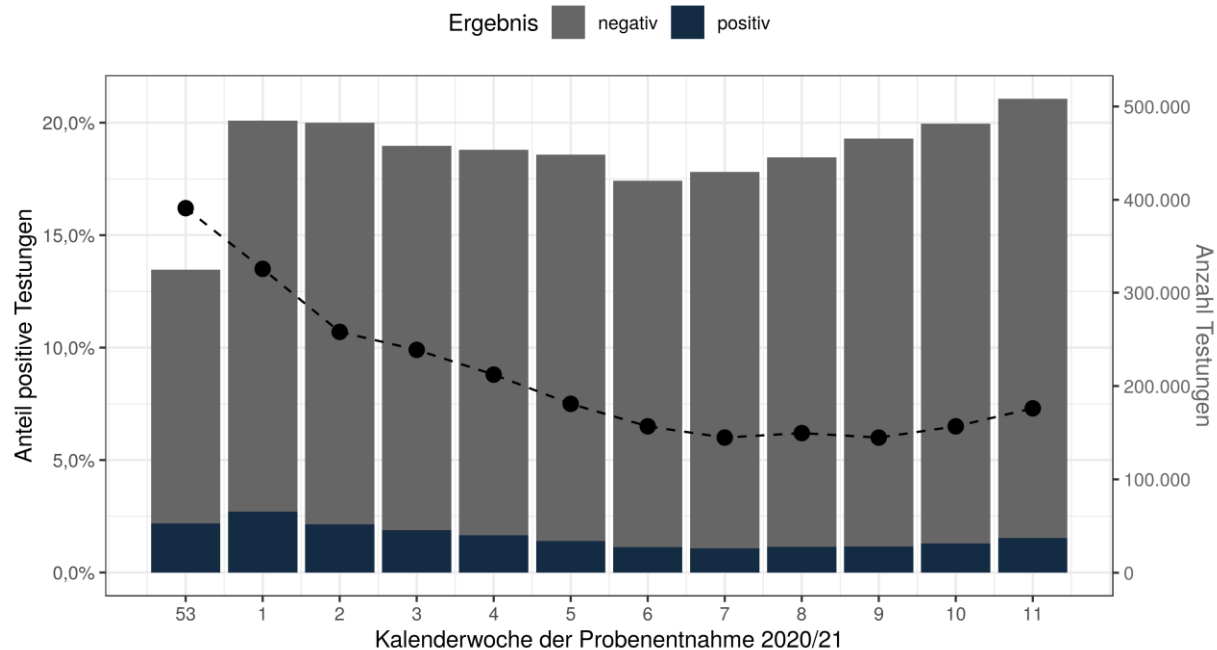 Ergebnis negativ positiv
Anteil positive Testungen
20,0%
15,0%
10,0%
5,0%
0,0%
500.000
400.000
300.000
200.000
100.000
0
Anzahl Testungen
53 1 2 3 4 5 6 7 8 9 10 11
Kalenderwoche der Probenentnahme 2020/21